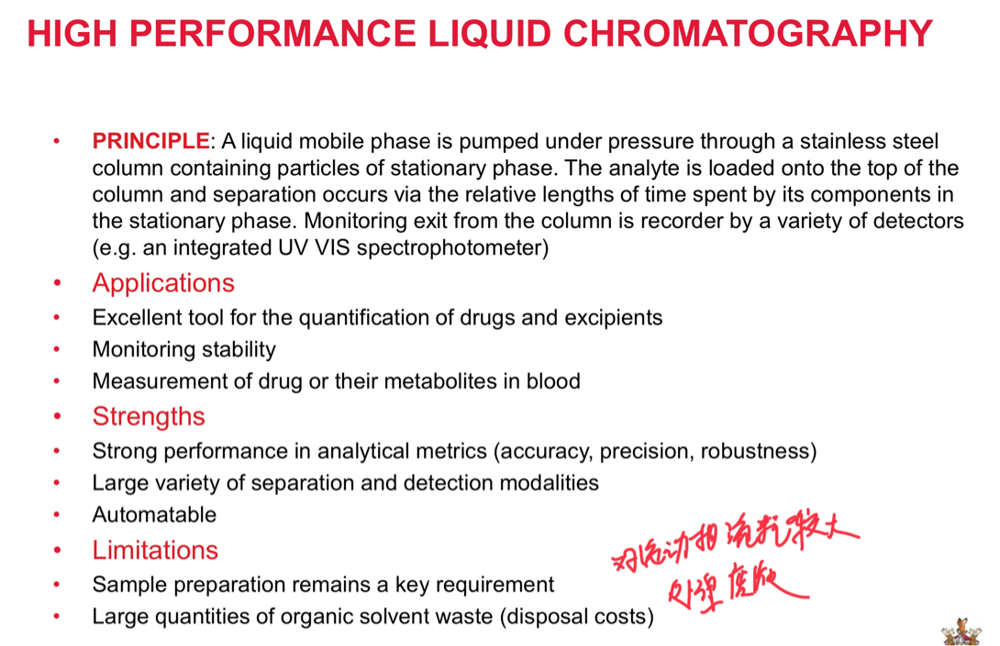 HIGH PERFORMANCE LIQUID CHROMATOGRAPHY
• PRINCIPLE: A liquid mobile phase is pumped under pressure through a stainless steel
column containing particles of stationary phase. The analyte is loaded onto the top of the
column and separation occurs via the relative lengths of time spent by its components in
the stationary phase. Monitoring exit from the column is recorder by a variety of detectors
(e.g. an integrated UV VIS spectrophotometer)
• Applications
• Excellent tool for the quantification of drugs and excipients
• Monitoring stability
• Measurement of drug or their metabolites in blood
• Strengths
• Strong performance in analytical metrics (accuracy, precision, robustness)
• Large variety of separation and detection modalities
• Automatable
• Limitations
• Sample preparation remains a key requirement
• Large quantities of organic solvent waste (disposal costs)
对流动相 较大
处理废液